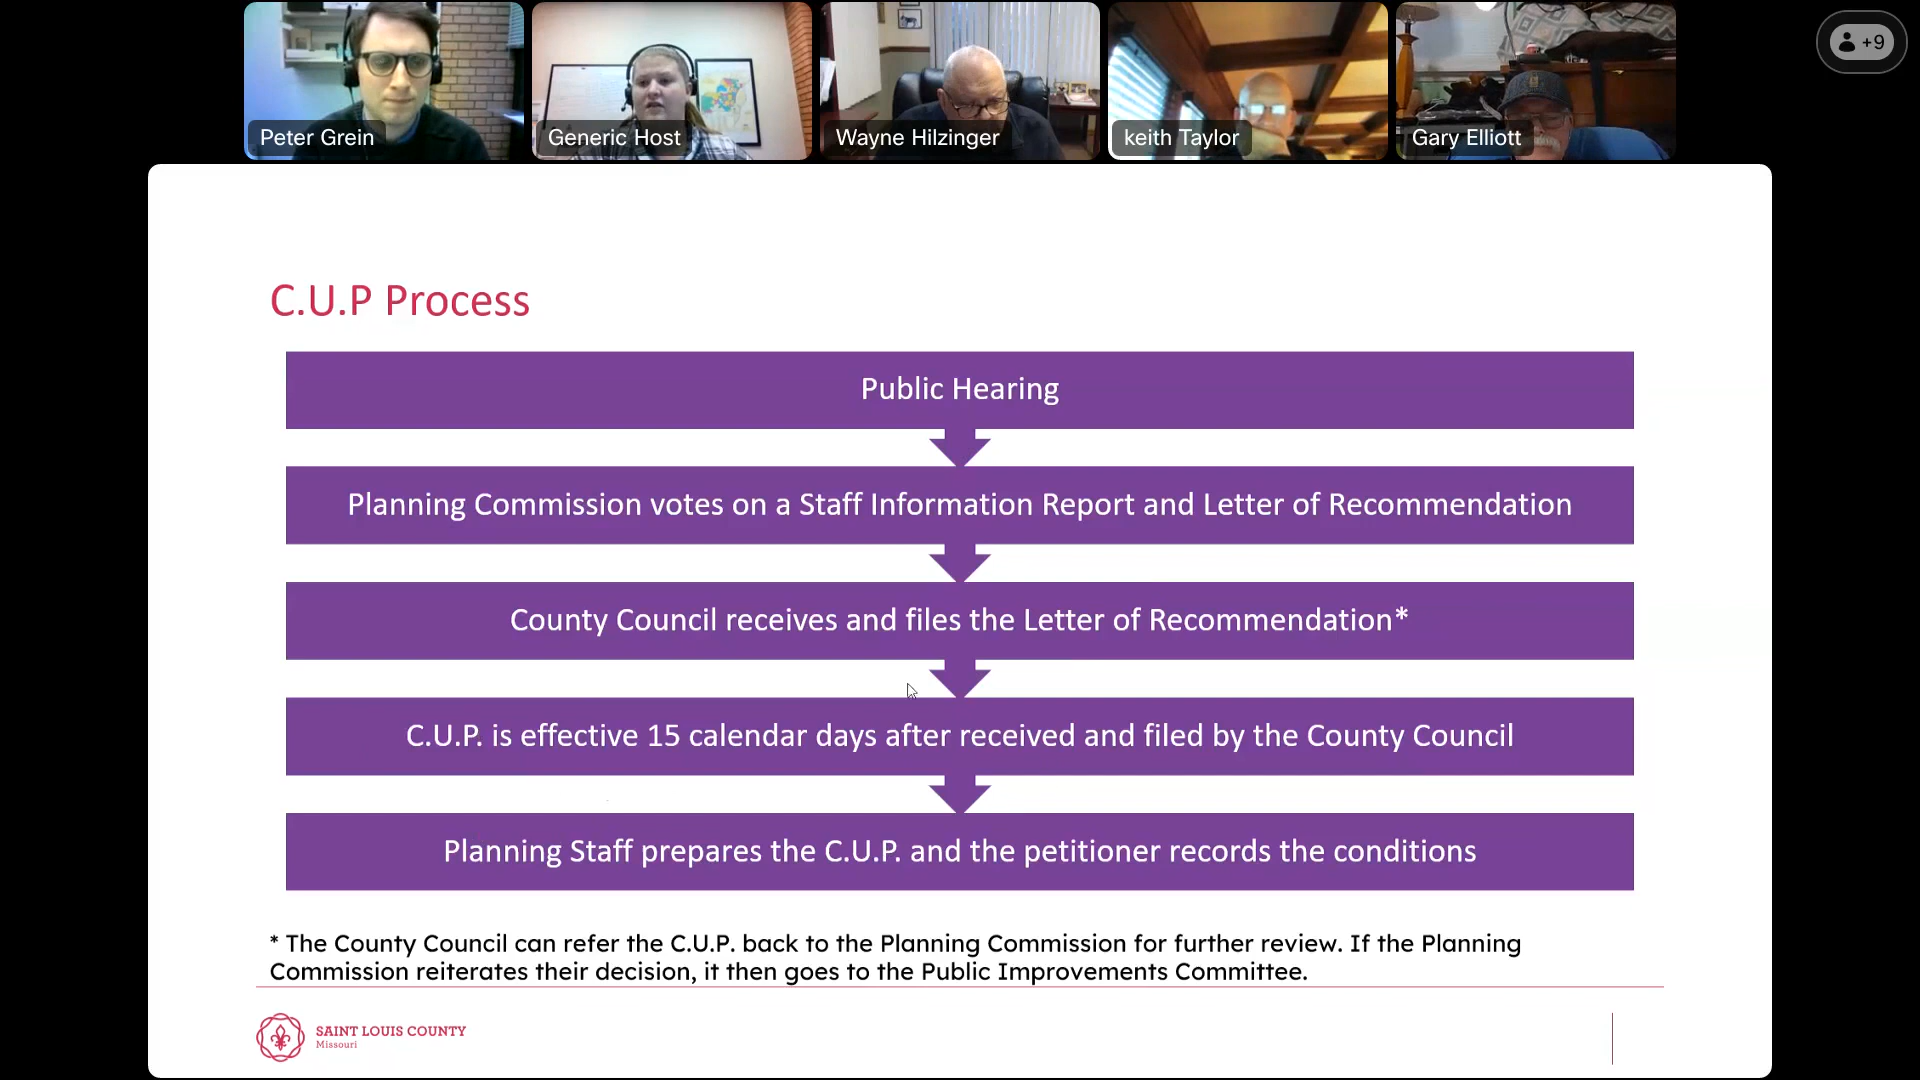 Peter Grein
Generic Host
Wayne Hilzinger
keith Taylor
Gary Elliott
+9
C.U.P Process
Public Hearing
Planning Commission votes on a Staff Information Report and Letter of Recommendation
County Council receives and files the Letter of Recommendation*
C.U.P. is effective 15 calendar days after received and filed by the County Council
Planning Staff prepares the C.U.P. and the petitioner records the conditions
* The County Council can refer the C.U.P. back to the Planning Commission for further review. If the Planning
Commission reiterates their decision, it then goes to the Public Improvements Committee.
SAINT LOUIS COUNTY
Missouri